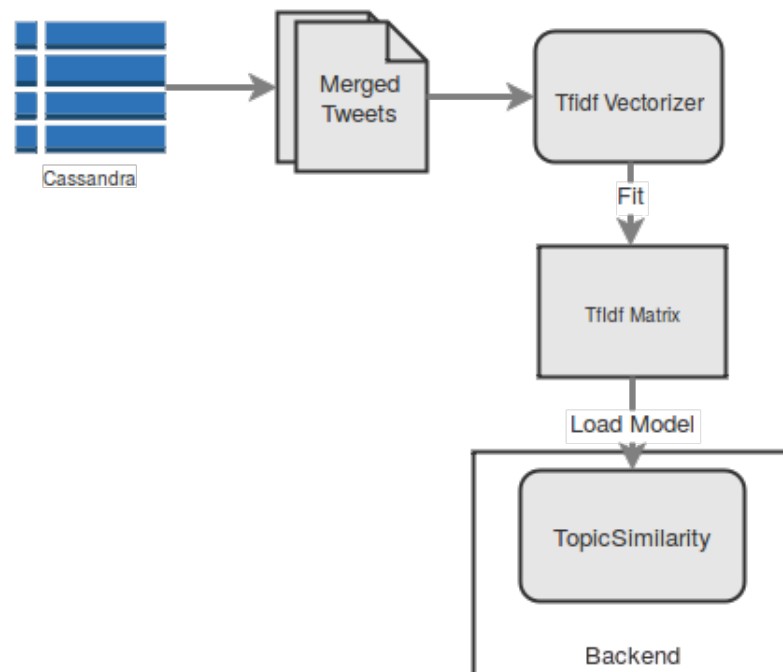 Merged
Tweets
Tfidf Vectorizer
Cassandra
Fit
TfIdf Matrix
Load Model
TopicSimilarity
Backend